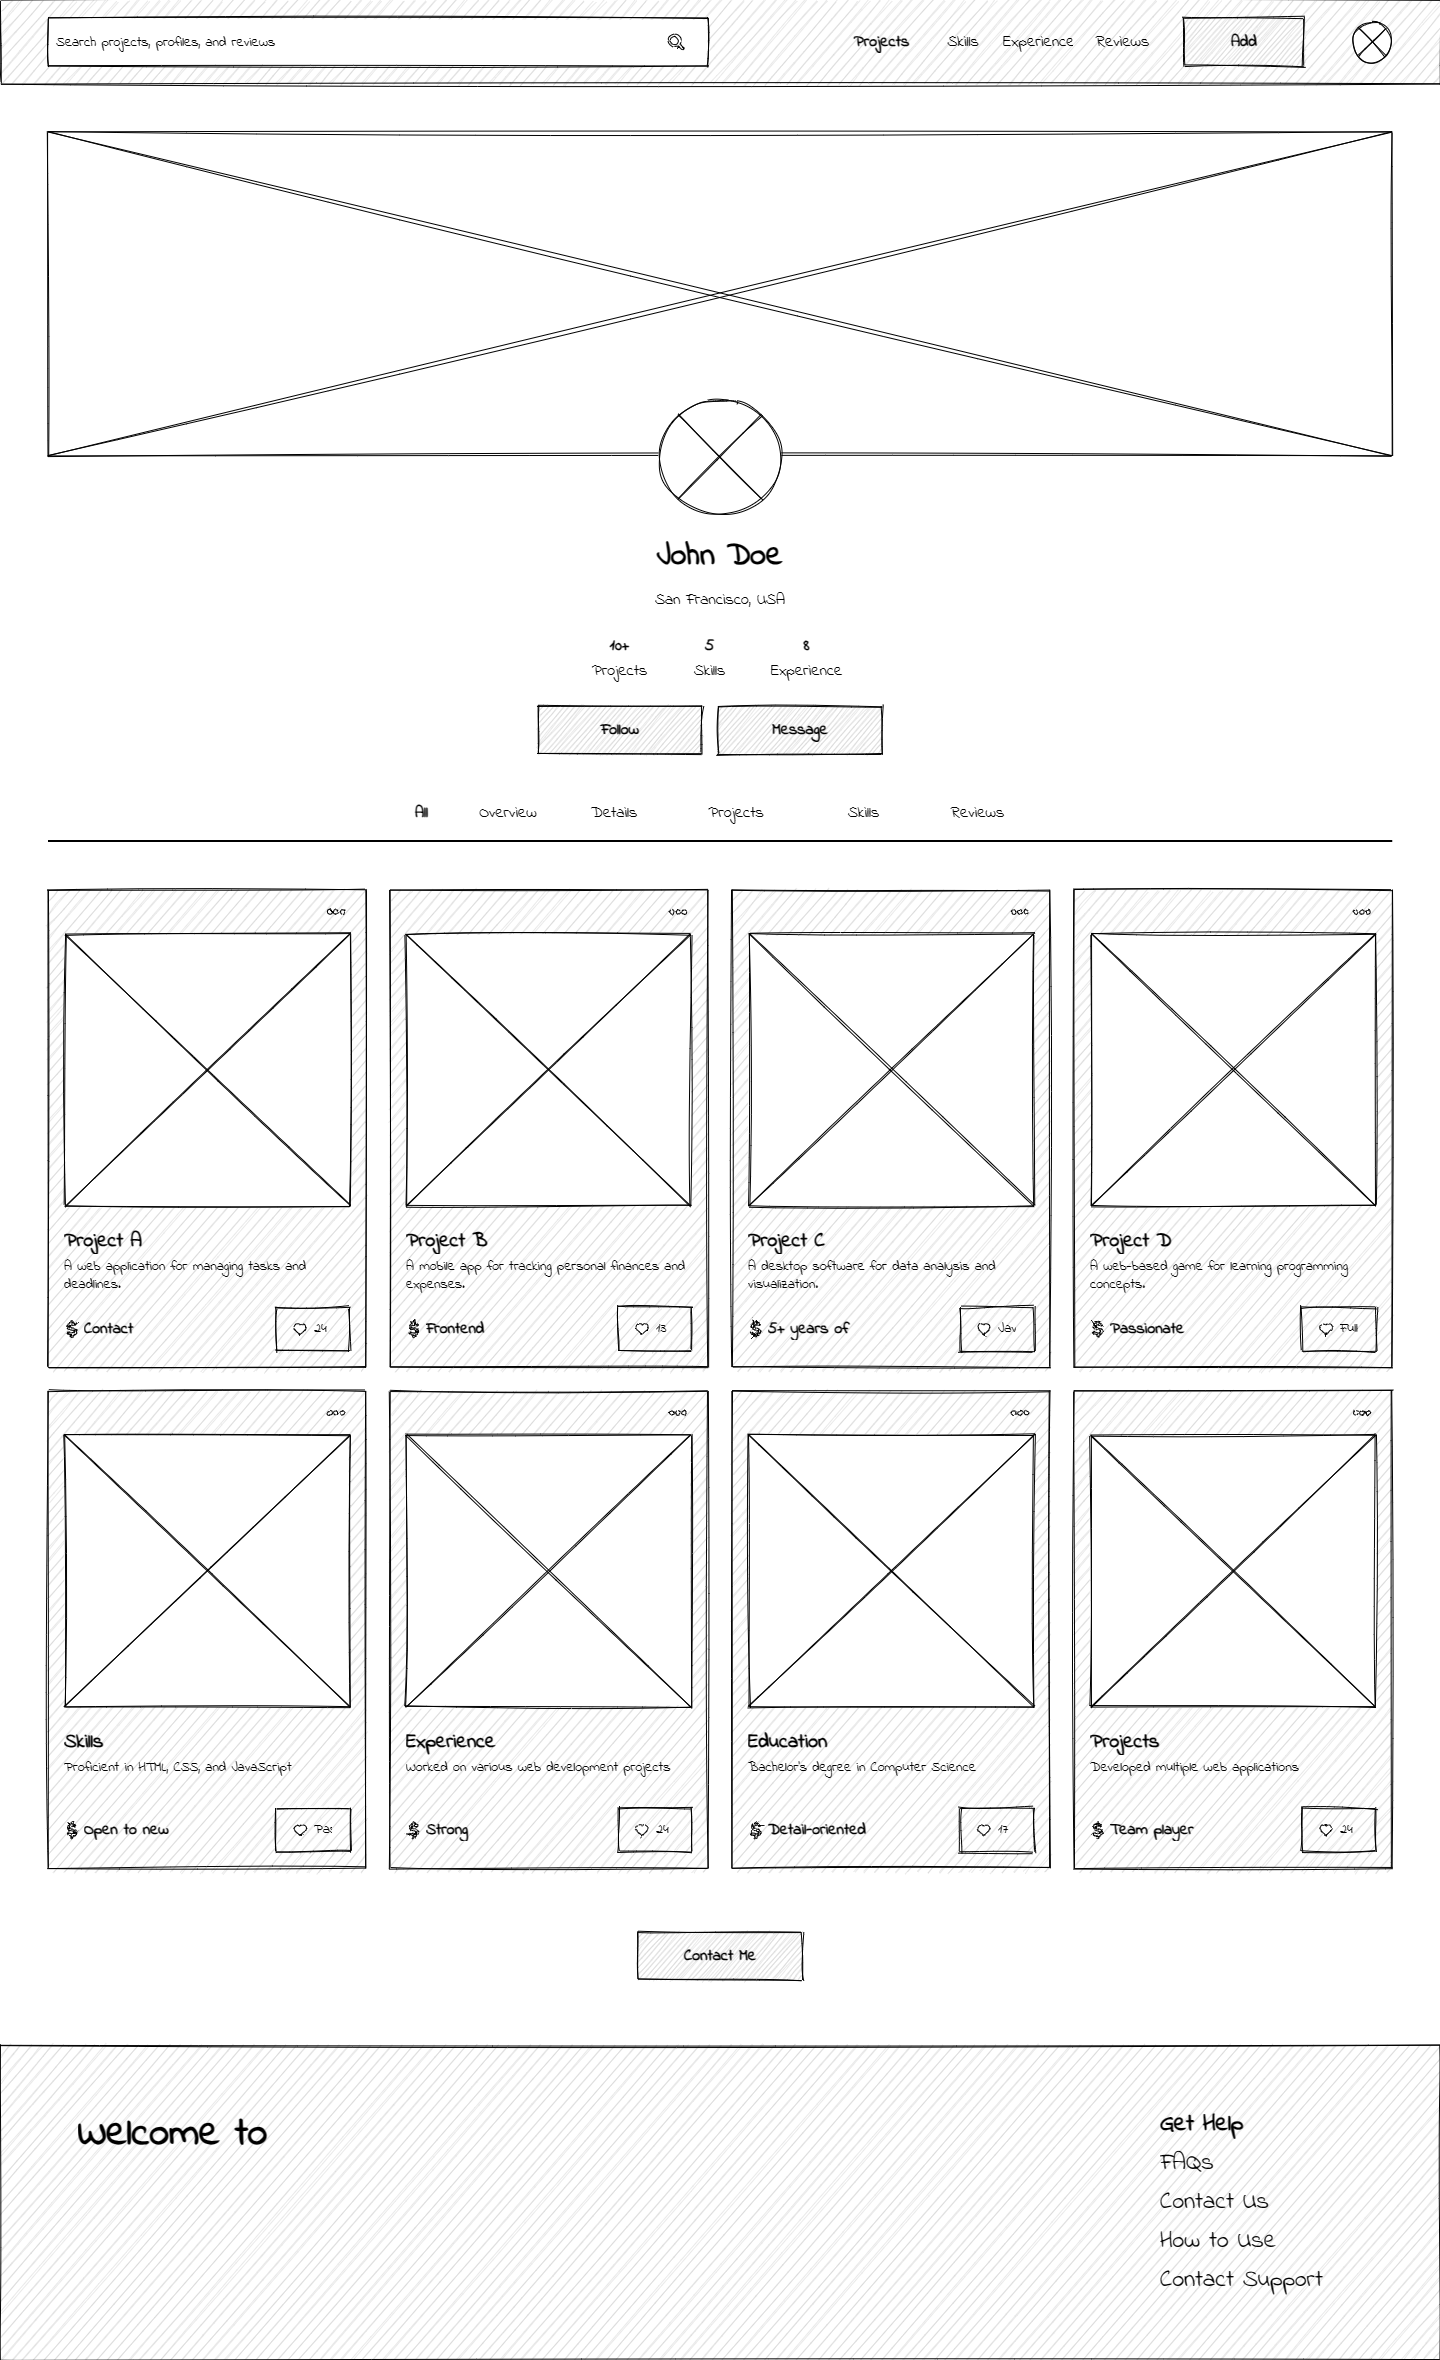 Search projects, profiles, and reviews
Projects Skills Experience Reviews Add
John Doe
San Francisco, USA
10+ 5 8
Projects Skills Experience
Follow Message
All Overview Details Projects Skills Reviews
Project A
A web application for managing tasks and
deadlines.
$ Contact 24
Project B
A mobile app for tracking personal finances and
expenses.
$ Frontend 13
Project C
A desktop software for data analysis and
visualization.
$ 5+ years of Jav
Project D
A web-based game for learning programming
concepts.
$ Passionate Full
Skills
Proficient in HTML, CSS, and JavaScript
$ Open to new
Experience
Worked on various web development projects
$ Strong 24
Education
Bachelor's degree in Computer Science
$ Detail-oriented 17
Projects
Developed multiple web applications
$ Team player 24
Contact Me
Welcome to
Get Help
FAQs
Contact Us
How to Use
Contact Support